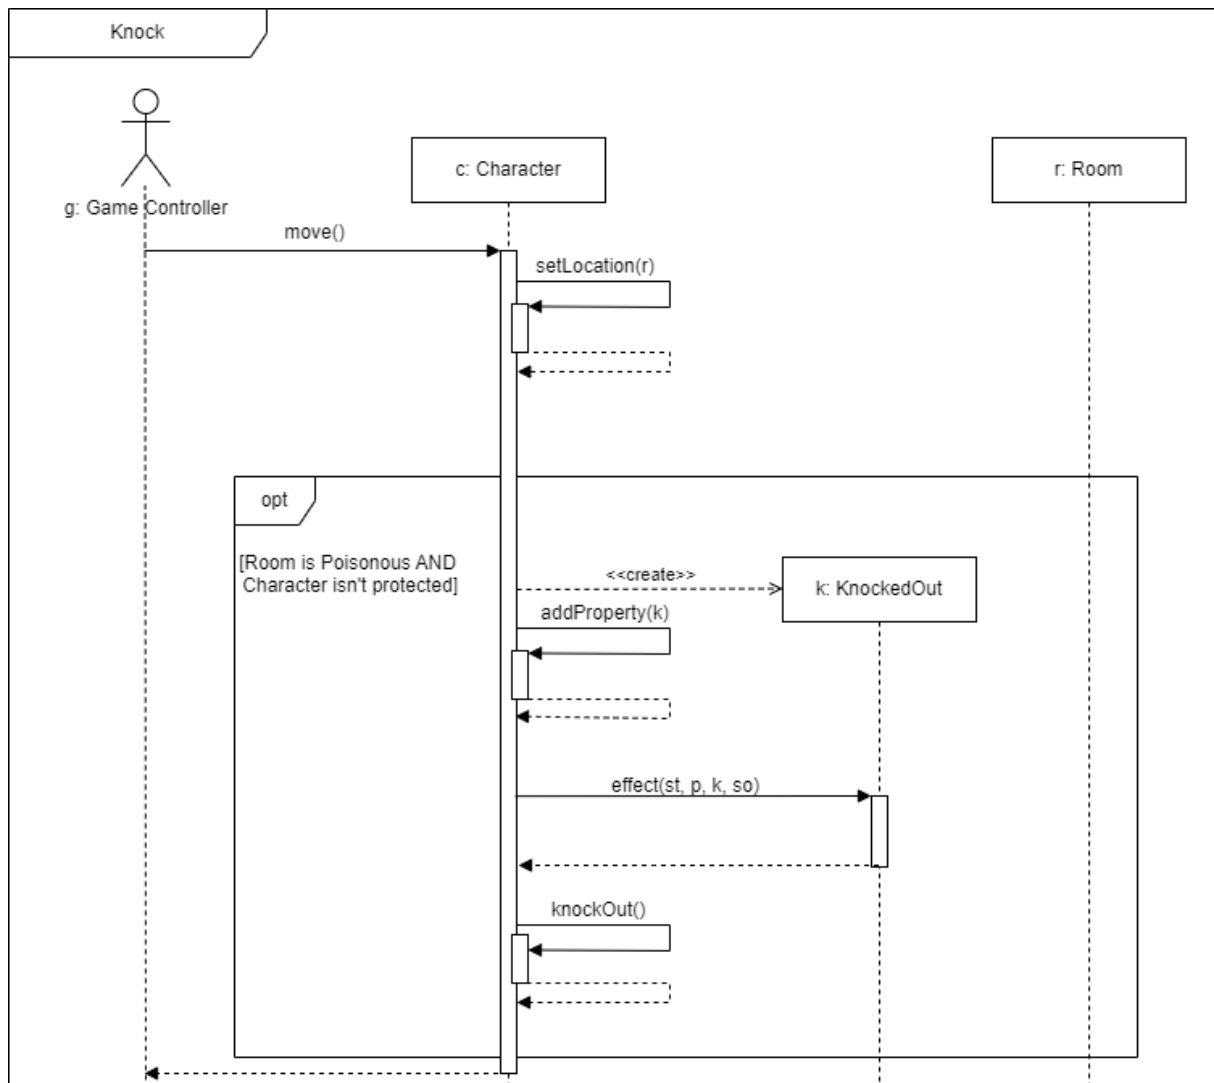 Knock
c: Character
r: Room
g: Game Controller
move()
setLocation(r)
opt
[Room is Poisonous AND
Character isn't protected]
<<create>>
k: KnockedOut
addProperty(k)
effect(st, p, k, so)
knockOut()